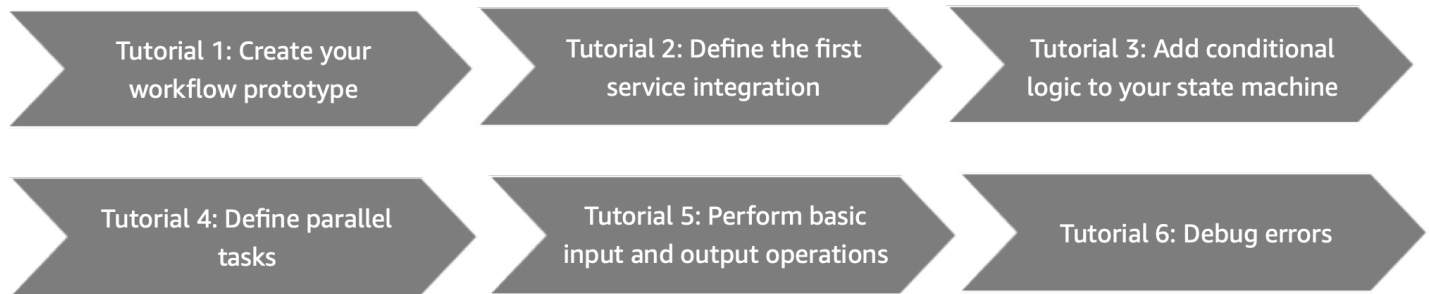 Tutorial 1: Create your
workflow prototype
Tutorial 2: Define the first
service integration
Tutorial 3: Add conditional
logic to your state machine
Tutorial 4: Define parallel
tasks
Tutorial 5: Perform basic
input and output operations
Tutorial 6: Debug errors